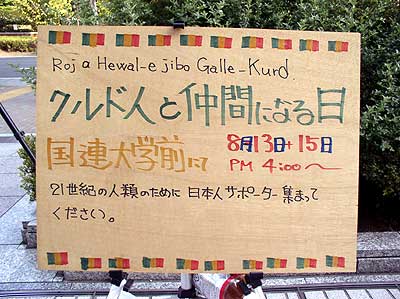 Roja Hewal-e jibo Galle-Kurd
クルド人と仲間になる日
国連大学前にて
8月13日+15日
PM 4:00〜
21世紀の人類のために 日本人サポーター集まって
ください。